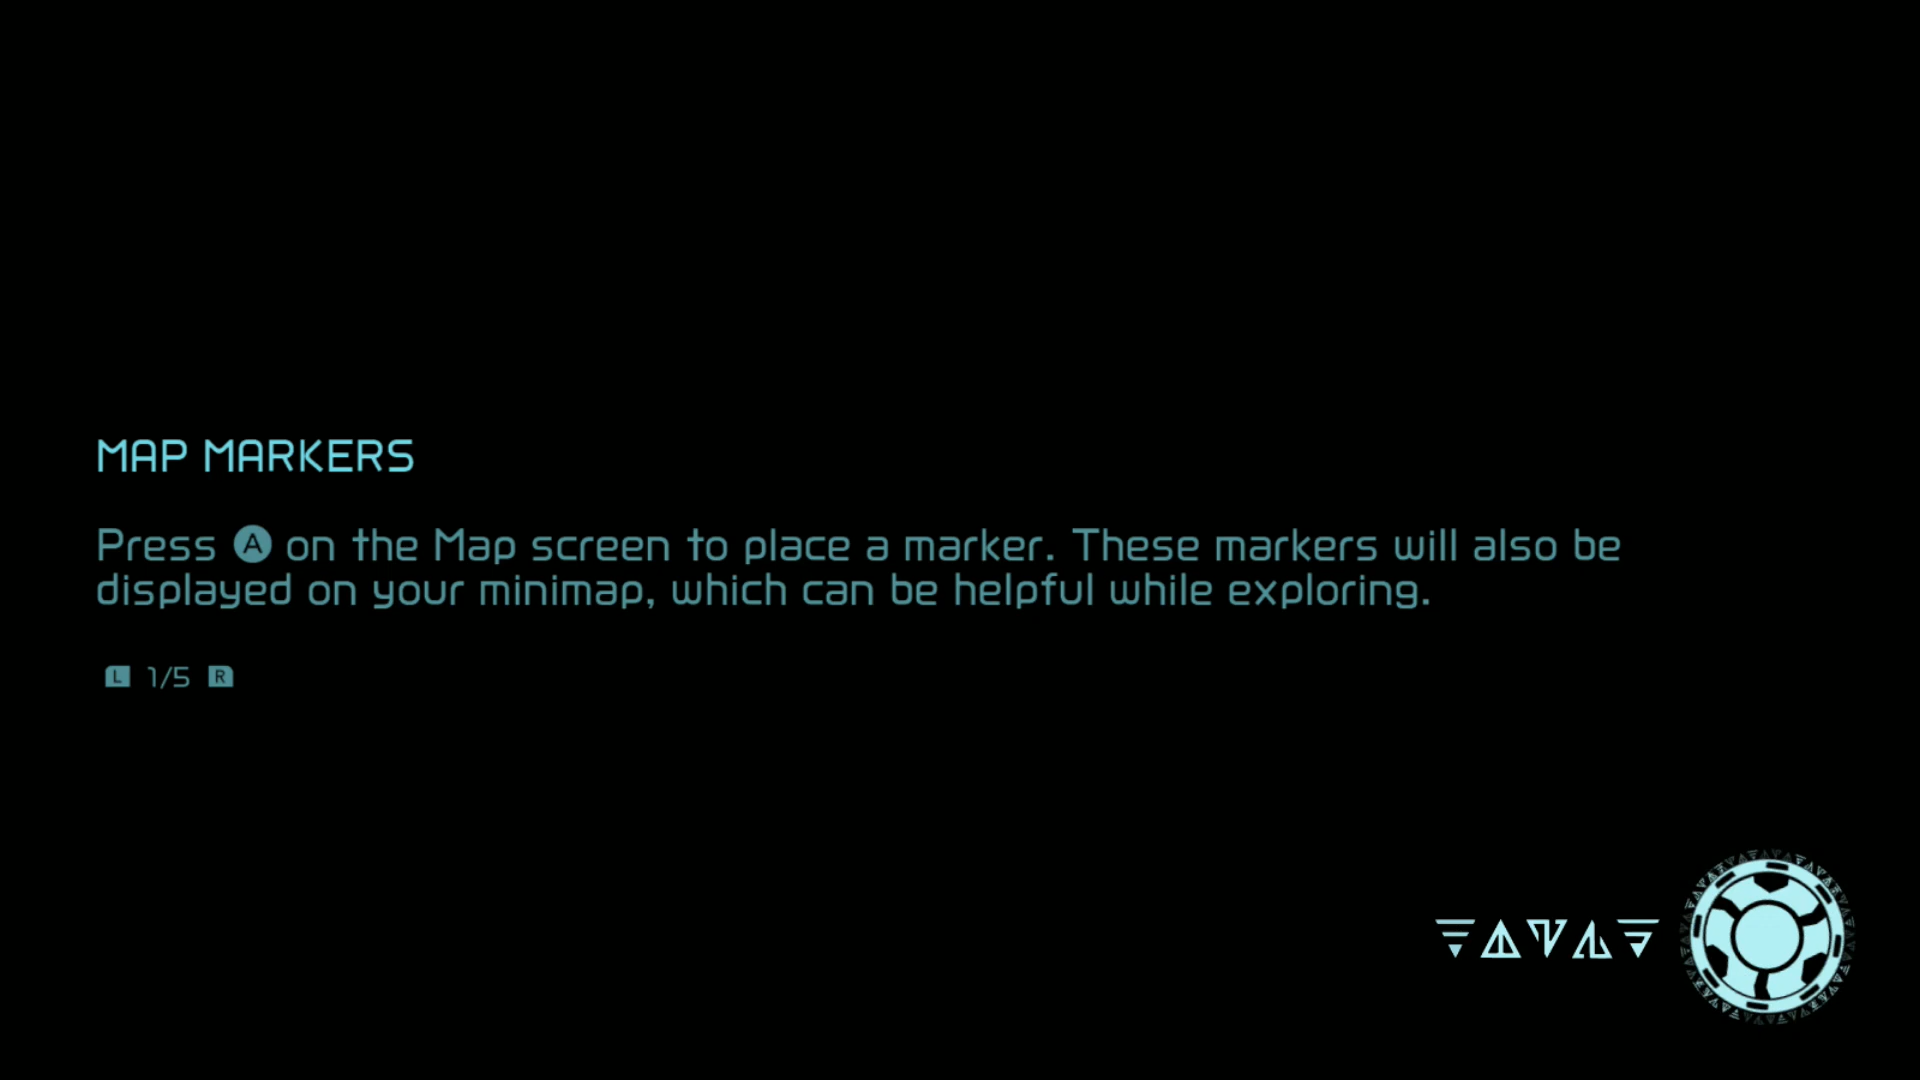 MAP MARKERS
Press A on the Map screen to place a marker. These markers will also be
displayed on your minimap, which can be helpful while exploring.
L 1/5 R